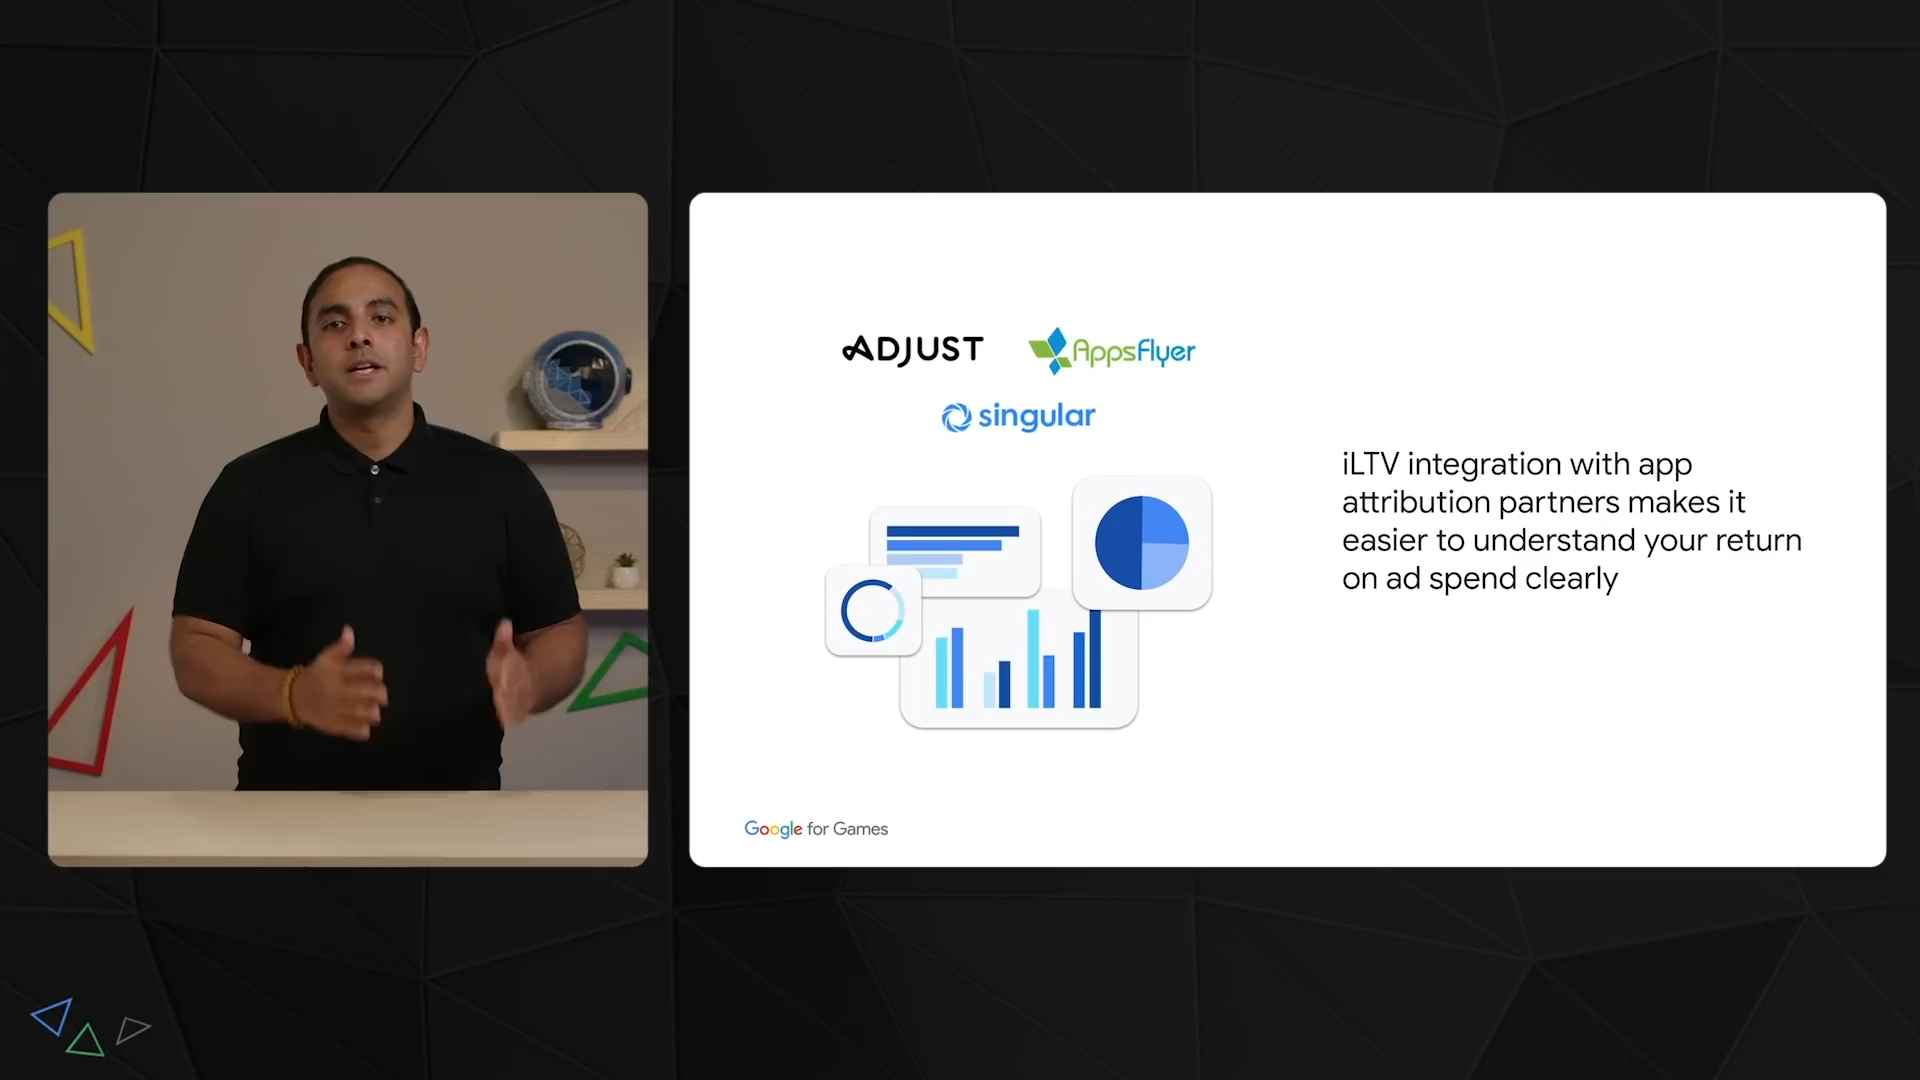 ADJUST
AppsFlyer
singular
iLTV integration with app
attribution partners makes it
easier to understand your return
on ad spend clearly
Google for Games